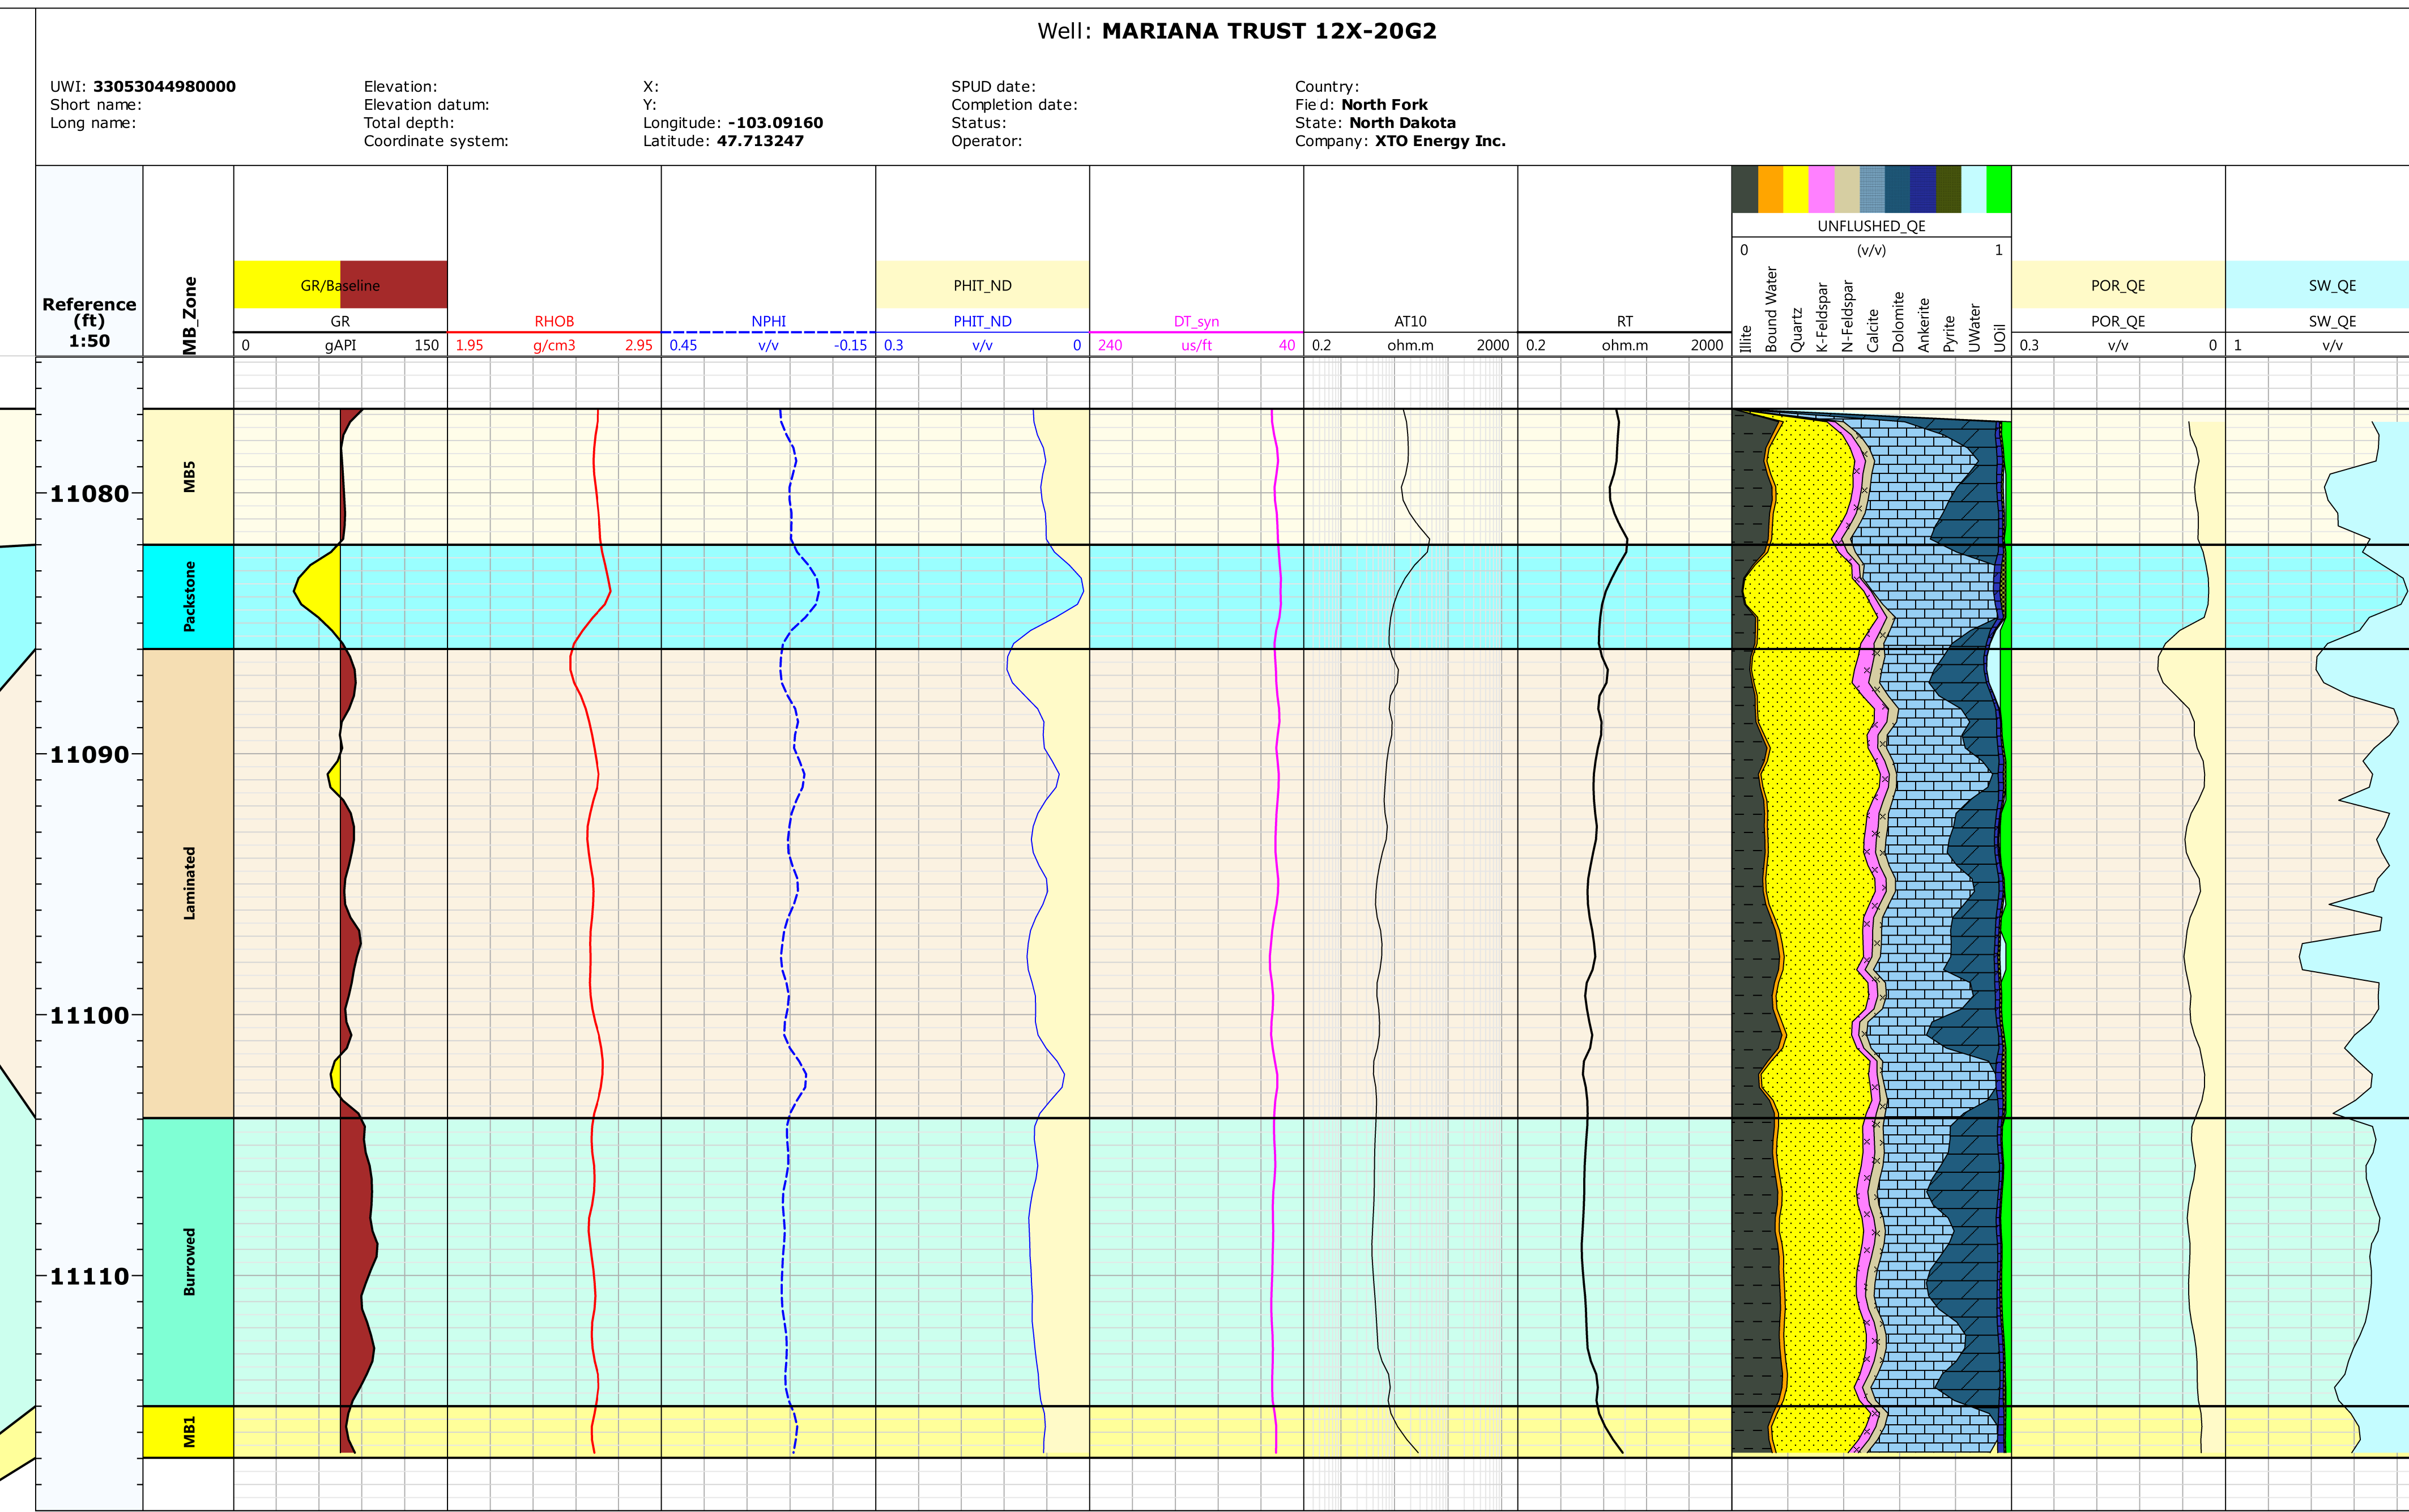 Well: MARIANA TRUST 12X-20G2
UWI: 33053044980000
Short name:
Long name:
Elevation:
Elevation datum:
Total depth:
Coordinate system:
X:
Y:
Longitude: -103.09160
Latitude: 47.713247
SPUD date:
Completion date:
Status:
Operator:
Country:
Fie d: North Fork
State: North Dakota
Company: XTO Energy Inc.
Reference
(ft)
1:50
MB_Zone
GR/Baseline
GR
0 gAPI 150
RHOB
1.95 g/cm3 2.95
NPHI
0.45 v/v -0.15
PHIT_ND
PHIT_ND
0.3 v/v 0
DT_syn
240 us/ft 40
AT10
0.2 ohm.m 2000
RT
0.2 ohm.m 2000
UNFLUSHED_QE
0 (v/v) 1
Illite
Bound Water
Quartz
K-Feldspar
N-Feldspar
Calcite
Dolomite
Ankerite
Pyrite
UWater
UOil
POR_QE
POR_QE
0.3 v/v 0
SW_QE
SW_QE
1 v/v
MB5
11080
Packstone
11090
Laminated
11100
Burrowed
11110
MB1